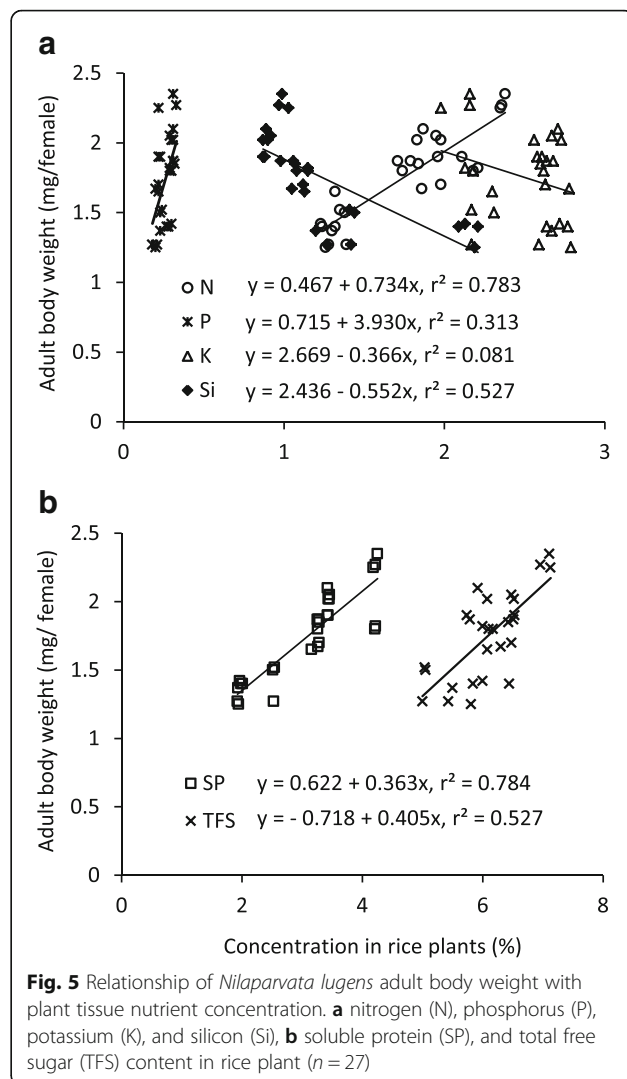 a
2.5
2
1.5
1
0.5
0
Adult body weight (mg/female)
N y = 0.467 + 0.734x, r² = 0.783
P y = 0.715 + 3.930x, r² = 0.313
K y = 2.669 - 0.366x, r² = 0.081
Si y = 2.436 - 0.552x, r² = 0.527
0 1 2 3
b
2.5
2
1.5
1
0.5
0
Adult body weight (mg/ female)
SP y = 0.622 + 0.363x, r² = 0.784
TFS y = - 0.718 + 0.405x, r² = 0.527
0 2 4 6 8
Concentration in rice plants (%)
Fig. 5 Relationship of Nilaparvata lugens adult body weight with
plant tissue nutrient concentration. a nitrogen (N), phosphorus (P),
potassium (K), and silicon (Si), b soluble protein (SP), and total free
sugar (TFS) content in rice plant (n = 27)